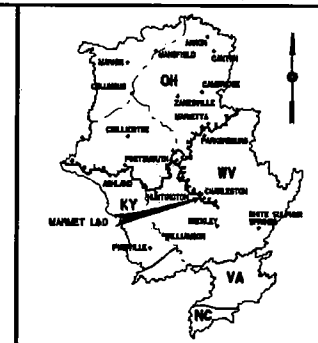 AKRON
MANSFIELD
CANTON
MARION
OH
COLUMBUS
CAMBRIDGE
ZANESVILLE
MARIETTA
CHILLICOTHE
PARKERSBURG
PORTSMOUTH
WV
ASHLAND
KY
HUNTINGTON
CHARLESTON
MARMET L&D
BECKLEY
WHITE SULPHUR
SPRINGS
WILLIAMSON
PIKEVILLE
VA
NC